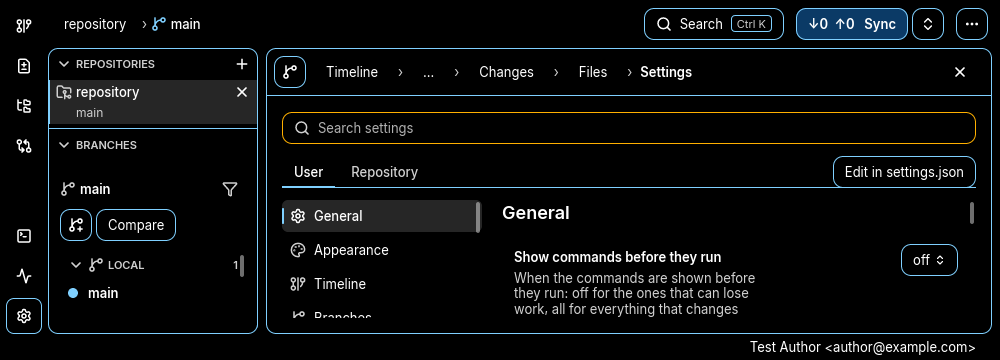 repository › main
Search Ctrl K
↓0 ↑0 Sync
REPOSITORIES
repository
main
BRANCHES
main
Compare
LOCAL 1
main
Timeline › ... › Changes › Files › Settings
Search settings
User Repository Edit in settings.json
General
Appearance
Timeline
Branches
General
Show commands before they run
off
When the commands are shown before
they run: off for the ones that can lose
work, all for everything that changes
Test Author <author@example.com>